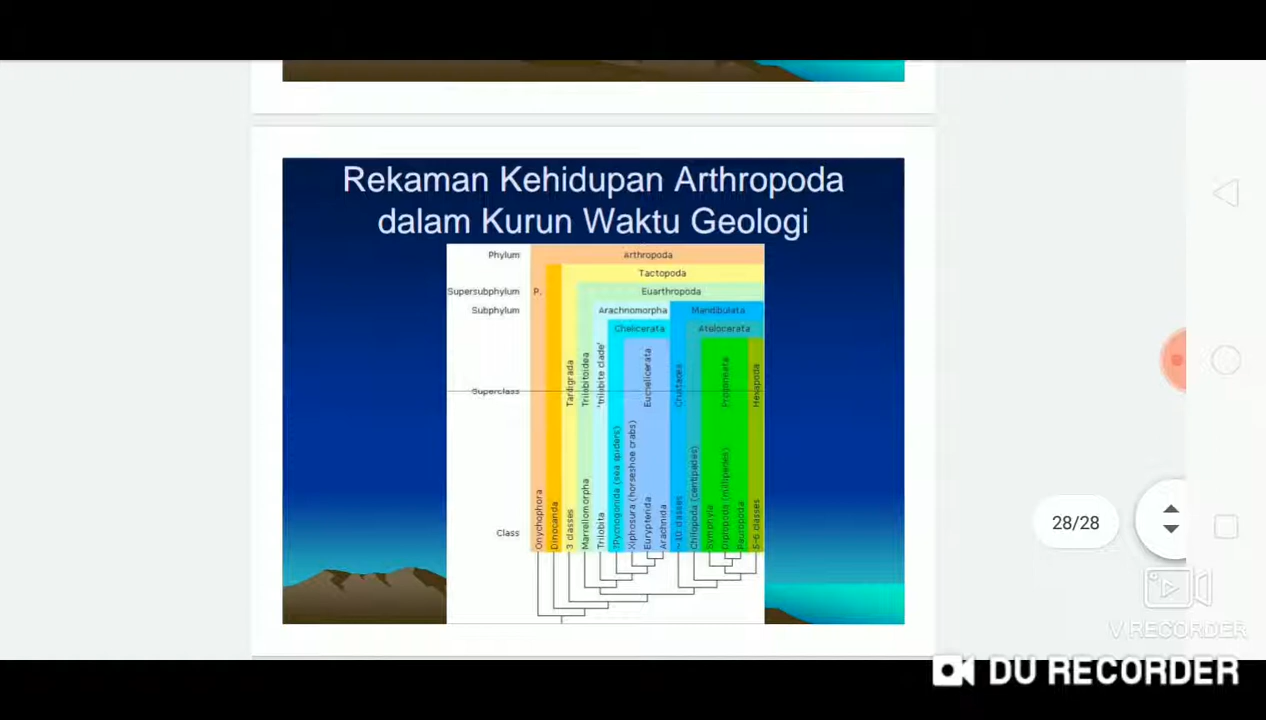 Rekaman Kehidupan Arthropoda
dalam Kurun Waktu Geologi
Phylum
Arthropoda
Tactopoda
Supersubphylum
P.
Euarthropoda
Subphylum
Arachnomorpha
Mandibulata
Chelicerata
Atelocerata
Superclass
Tardigrada
Trilobitoidea
'trilobite clade'
Euchelicerata
Crustacea
Progoneata
Hexapoda
Class
Onychophora
Dinocarida
3 classes
Marrellomorpha
Trilobita
?Pycnogonida (sea spiders)
Xiphosura (horseshoe crabs)
Eurypterida
Arachnida
~10 classes
Chilopoda (centipedes)
Symphyla
Diplopoda (millipedes)
Pauropoda
5-6 classes
28/28
V RECORDER
DU RECORDER